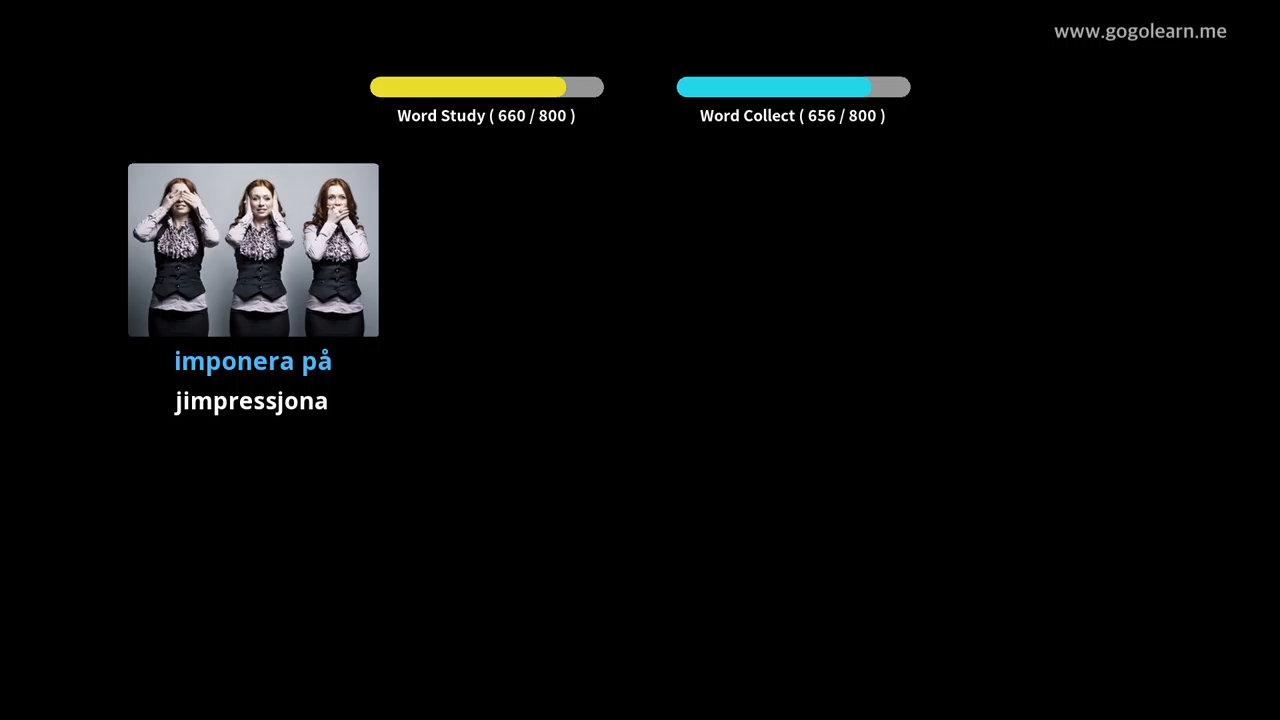 www.gogolearn.me
Word Study ( 660 / 800 )
Word Collect ( 656 / 800 )
imponera på
jimpressjona